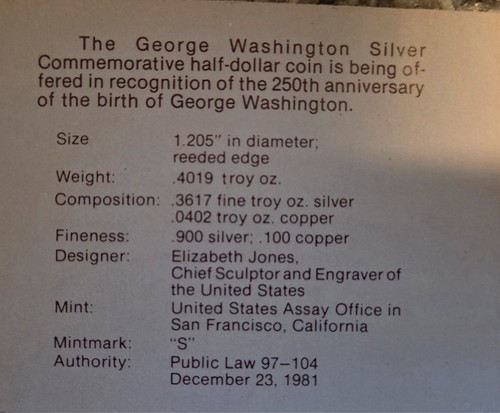 The George Washington Silver
Commemorative half-dollar coin is being of-
fered in recognition of the 250th anniversary
of the birth of George Washington.
Size 1.205" in diameter;
reeded edge
Weight: .4019 troy oz.
Composition: .3617 fine troy oz. silver
.0402 troy oz. copper
Fineness: .900 silver; .100 copper
Designer: Elizabeth Jones,
Chief Sculptor and Engraver of
the United States
Mint: United States Assay Office in
San Francisco, California
Mintmark: "S"
Authority: Public Law 97–104
December 23, 1981